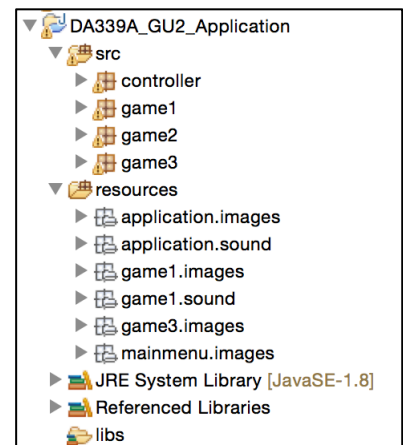 DA339A_GU2_Application
src
controller
game1
game2
game3
resources
application.images
application.sound
game1.images
game1.sound
game3.images
mainmenu.images
JRE System Library [JavaSE-1.8]
Referenced Libraries
libs